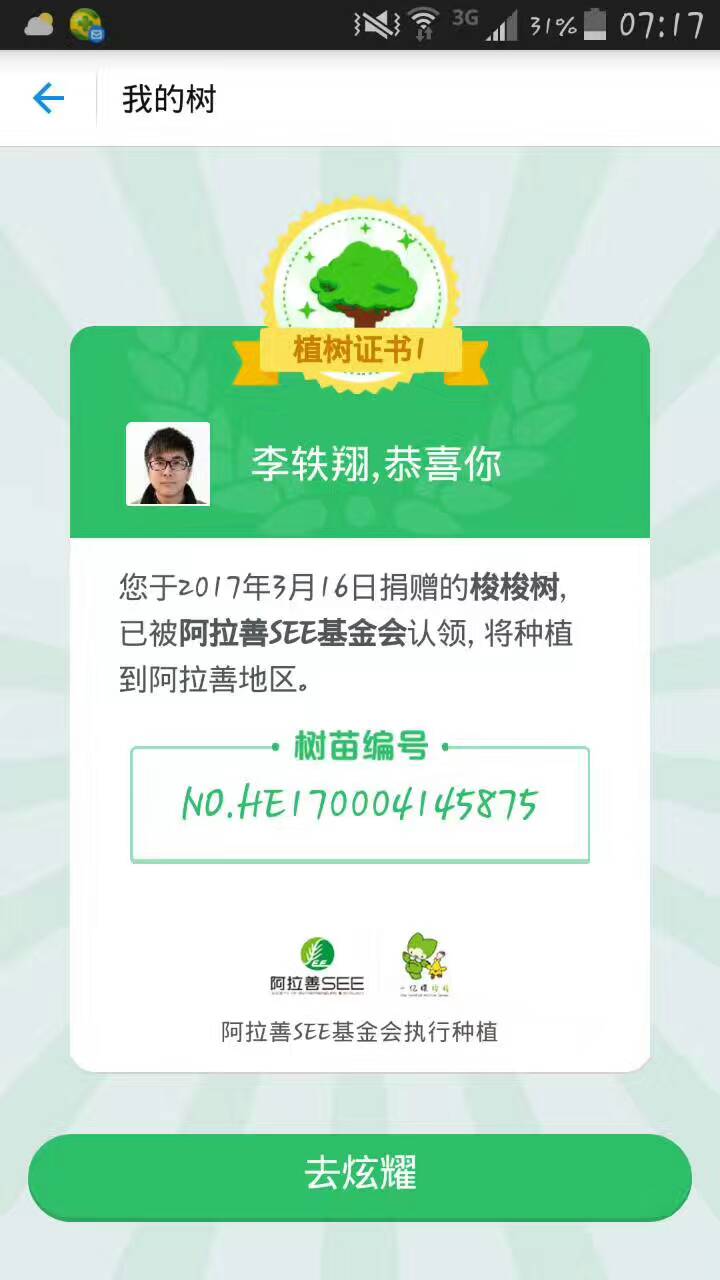 3G 31% 07:17
我的树
植树证书1
李轶翔,恭喜你
您于2017年3月16日捐赠的梭梭树,
已被阿拉善SEE基金会认领, 将种植
到阿拉善地区。
树苗编号
NO.HE170004145875
阿拉善SEE
一亿棵梭梭
阿拉善SEE基金会执行种植
去炫耀